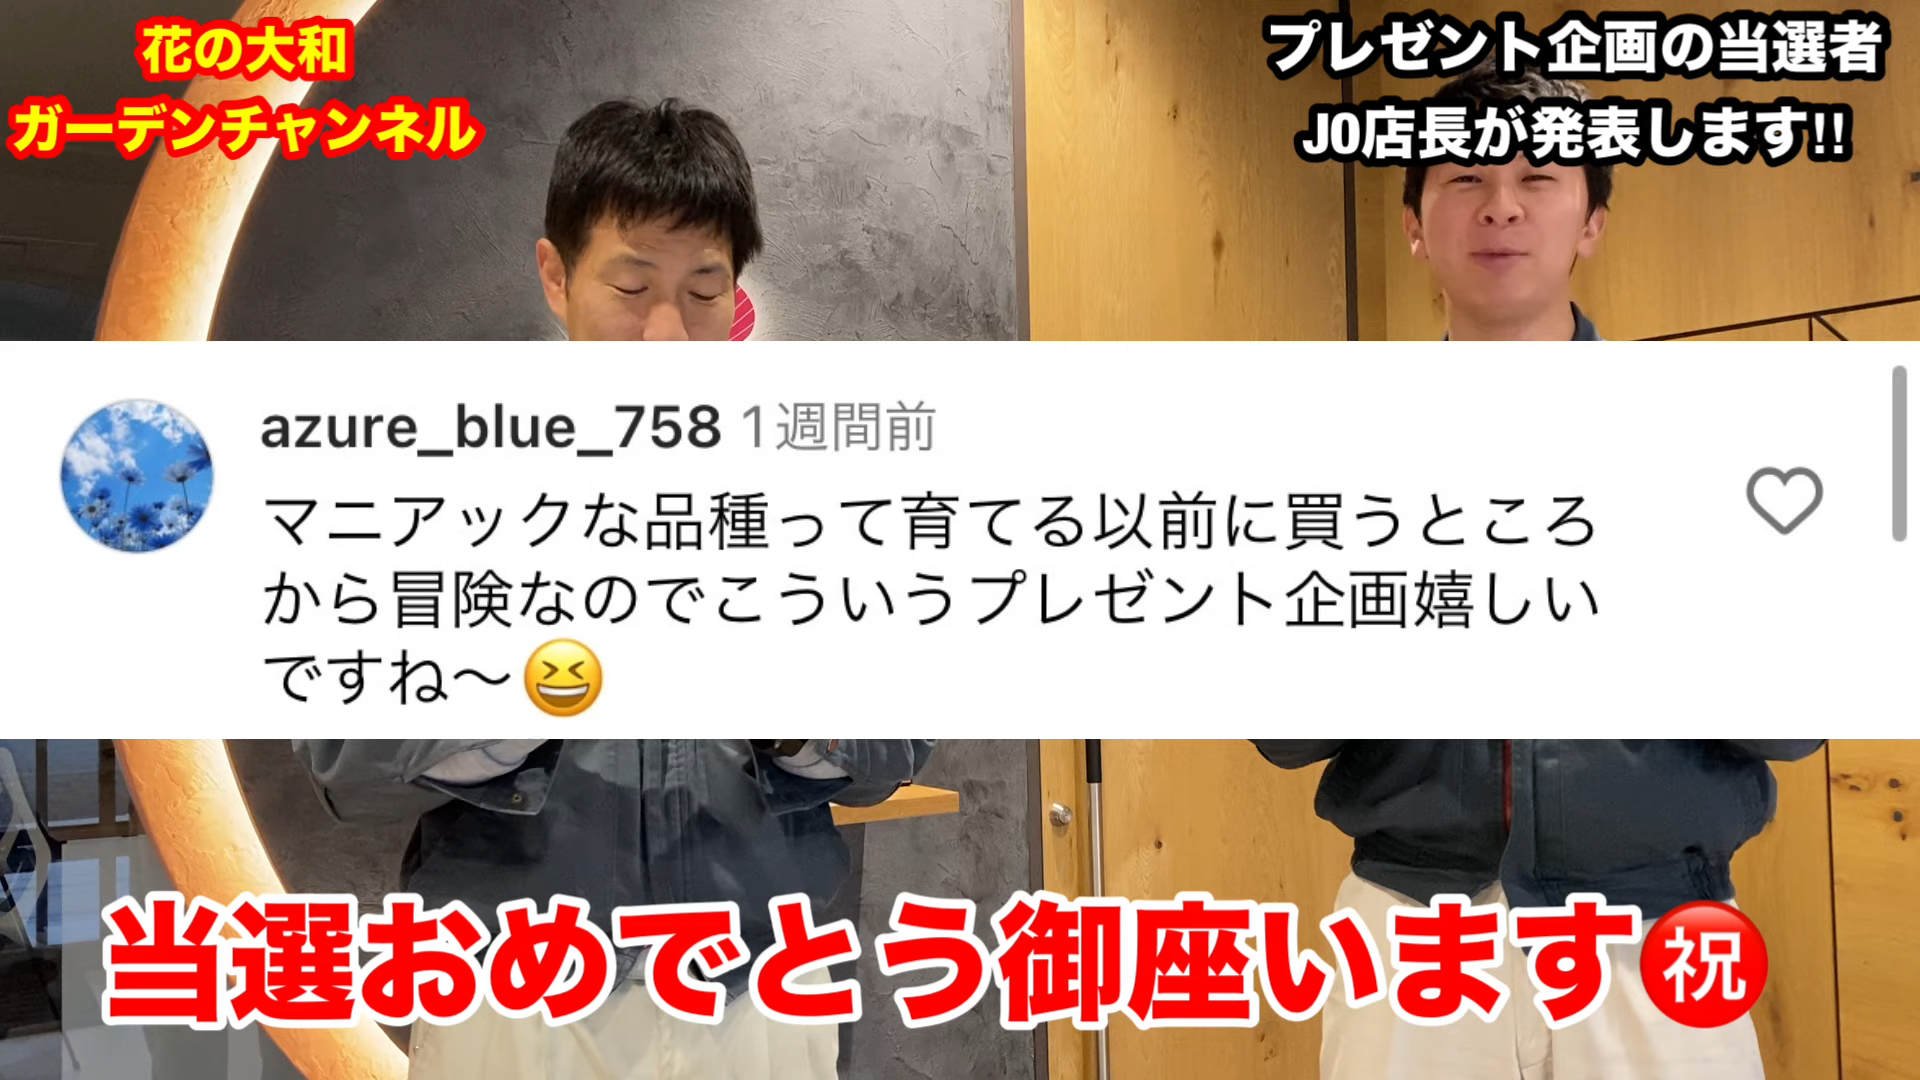 花の大和
ガーデンチャンネル
プレゼント企画の当選者
JO店長が発表します!!
azure_blue_758 1週間前
マニアックな品種って育てる以前に買うところ
から冒険なのでこういうプレゼント企画嬉しい
ですね〜😆
当選おめでとう御座います㊗️